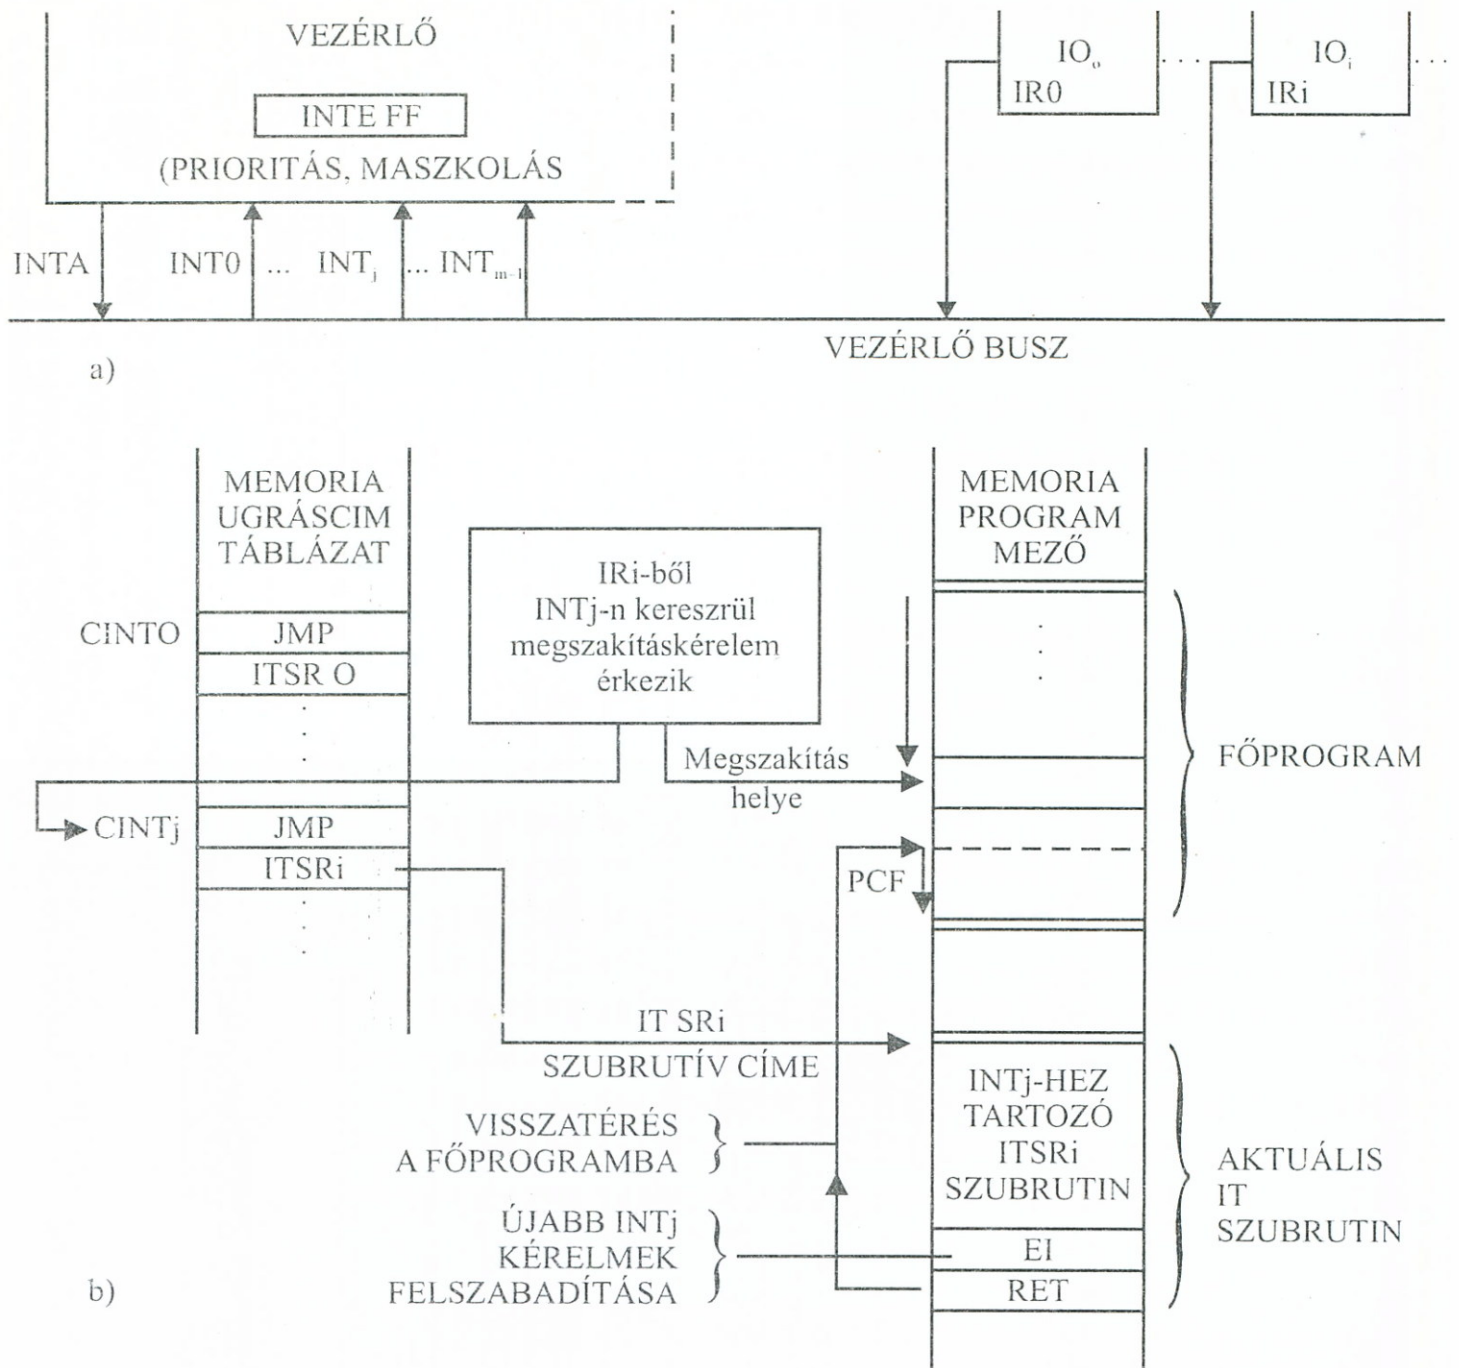 VEZÉRLŐ
INTE FF
(PRIORITÁS, MASZKOLÁS
IO₀
IR0
. . .
IOᵢ
IRi
. . .
INTA
INT0
...
INTⱼ
...
INTₘ₋₁
VEZÉRLŐ BUSZ
a)
MEMORIA
UGRÁSCIM
TÁBLÁZAT
CINTO
JMP
ITSR O
CINTj
JMP
ITSRi
IRi-ből
INTj-n kereszrül
megszakításkérelem
érkezik
Megszakítás
helye
MEMORIA
PROGRAM
MEZŐ
FŐPROGRAM
PCF
IT SRi
SZUBRUTÍV CÍME
VISSZATÉRÉS
A FŐPROGRAMBA
ÚJABB INTj
KÉRELMEK
FELSZABADÍTÁSA
INTj-HEZ
TARTOZÓ
ITSRi
SZUBRUTIN
EI
RET
AKTUÁLIS
IT
SZUBRUTIN
b)